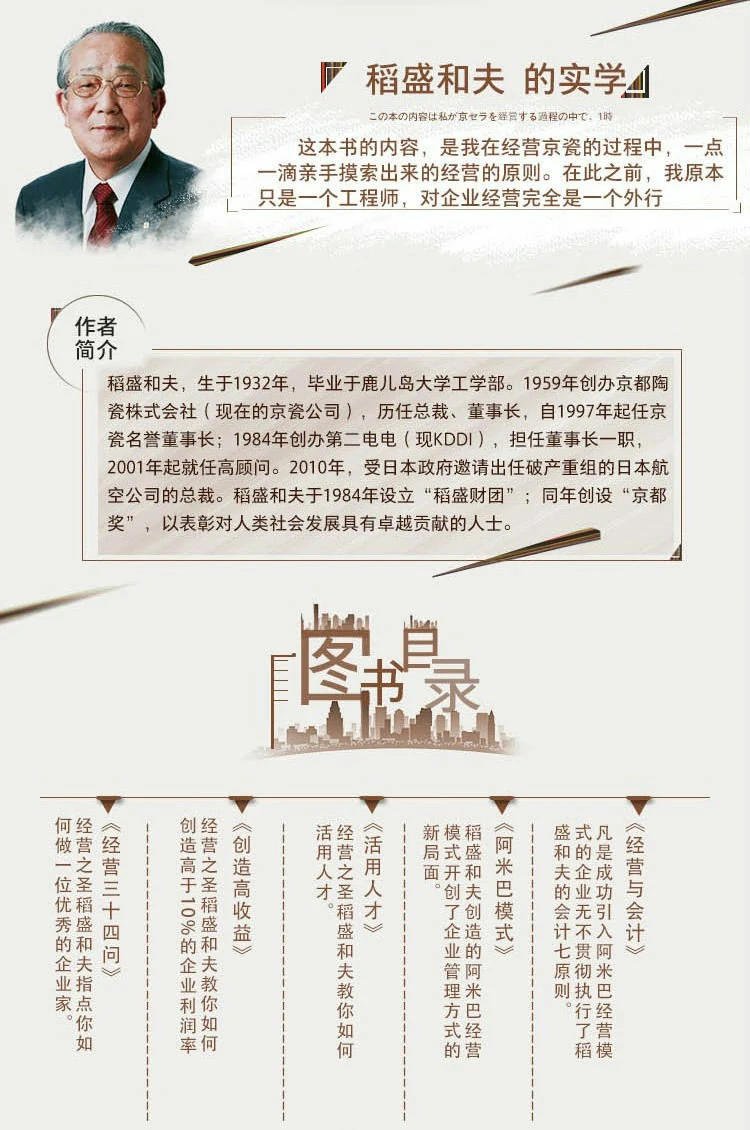 稻盛和夫 的实学
この本の内容は私が京セラを経営する過程の中で、1時
这本书的内容，是我在经营京瓷的过程中，一点
一滴亲手摸索出来的经营的原则。在此之前，我原本
只是一个工程师，对企业经营完全是一个外行
作者
简介
稻盛和夫，生于1932年，毕业于鹿儿岛大学工学部。1959年创办京都陶
瓷株式会社（现在的京瓷公司），历任总裁、董事长，自1997年起任京
瓷名誉董事长；1984年创办第二电电（现KDDI），担任董事长一职，
2001年起就任高顾问。2010年，受日本政府邀请出任破产重组的日本航
空公司的总裁。稻盛和夫于1984年设立“稻盛财团”；同年创设“京都
奖”，以表彰对人类社会发展具有卓越贡献的人士。
图书目录
《经营与会计》
凡是成功引入阿米巴经营模
式的企业无不贯彻执行了稻
盛和夫的会计七原则。
《阿米巴模式》
稻盛和夫创造的阿米巴经营
模式开创了企业管理方式的
新局面。
《活用人才》
经营之圣稻盛和夫教你如何
活用人才。
《创造高收益》
经营之圣稻盛和夫教你如何
创造高于10%的企业利润率
《经营三十四问》
经营之圣稻盛和夫指点你如
何做一位优秀的企业家。